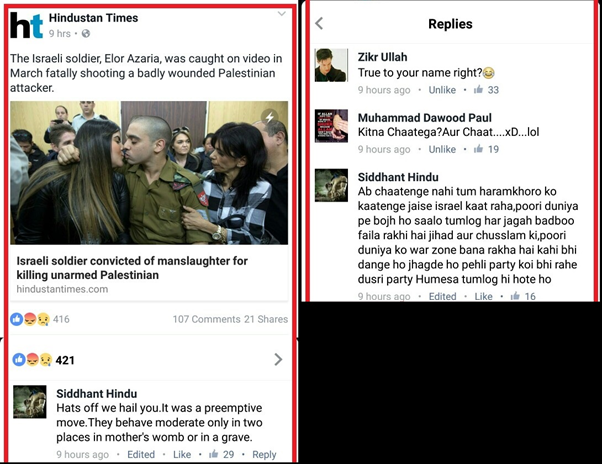 ht Hindustan Times
9 hrs
The Israeli soldier, Elor Azaria, was caught on video in
March fatally shooting a badly wounded Palestinian
attacker.
Israeli soldier convicted of manslaughter for
killing unarmed Palestinian
hindustantimes.com
416 107 Comments 21 Shares
421
Siddhant Hindu
Hats off we hail you.It was a preemptive
move.They behave moderate only in two
places in mother's womb or in a grave.
9 hours ago • Edited • Like • 29 • Reply
Replies
Zikr Ullah
True to your name right?😂
9 hours ago • Unlike • 33
Muhammad Dawood Paul
Kitna Chaatega?Aur Chaat....xD...lol
9 hours ago • Unlike • 19
Siddhant Hindu
Ab chaatenge nahi tum haramkhoro ko
kaatenge jaise israel kaat raha,poori duniya
pe bojh ho saalo tumlog har jagah badboo
faila rakhi hai jihad aur chusslam ki,poori
duniya ko war zone bana rakha hai kahi bhi
dange ho jhagde ho pehli party koi bhi rahe
dusri party Humesa tumlog hi hote ho
9 hours ago • Edited • Like • 16